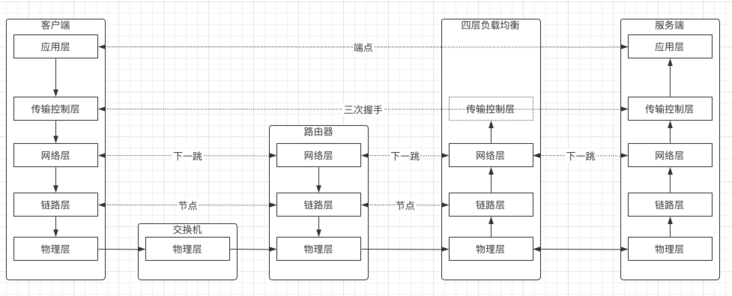 客户端
四层负载均衡
服务端
应用层
端点
应用层
传输控制层
三次握手
传输控制层
传输控制层
路由器
网络层
下一跳
网络层
下一跳
网络层
下一跳
网络层
链路层
节点
链路层
节点
链路层
链路层
交换机
物理层
物理层
物理层
物理层
物理层